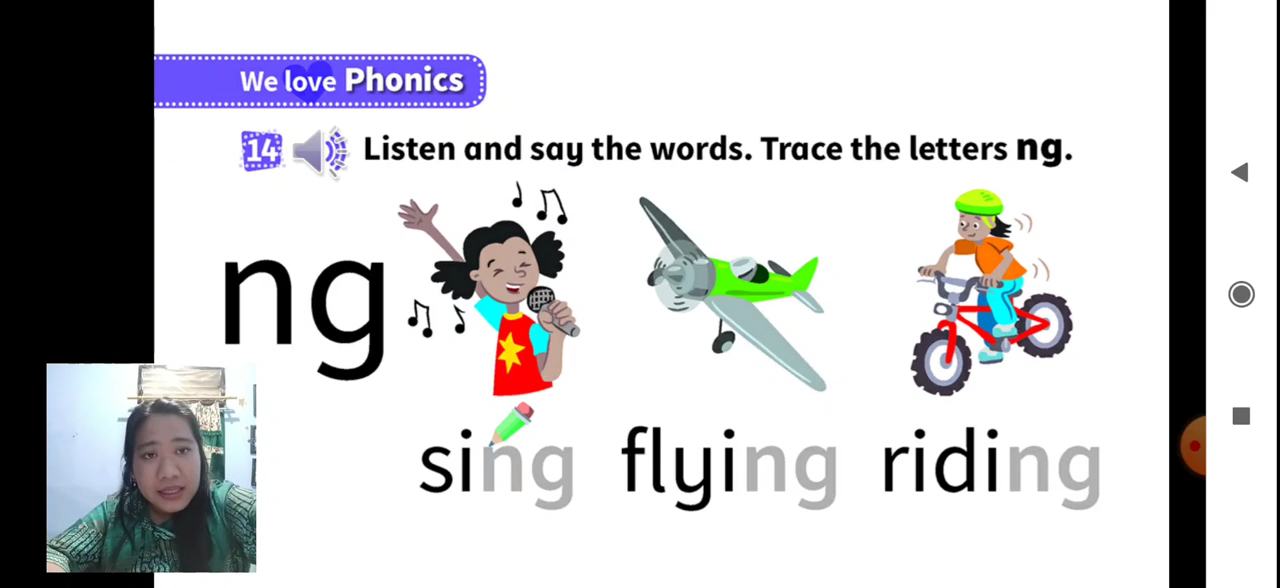 We love Phonics
14 Listen and say the words. Trace the letters ng.
ng
sing flying riding